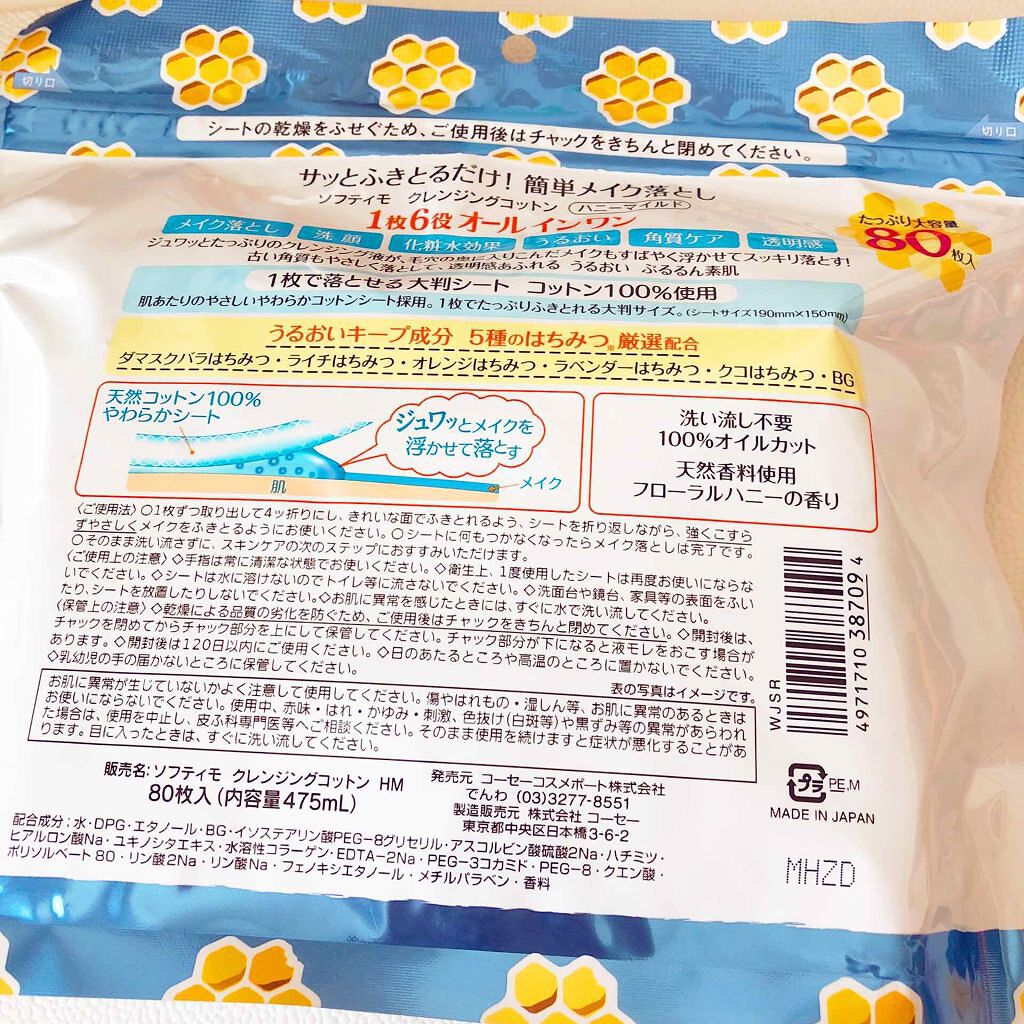 切り口
切り口
シートの乾燥をふせぐため、ご使用後はチャックをきちんと閉めてください。
サッとふきとるだけ! 簡単メイク落とし
ソフティモ クレンジングコットン ハニーマイルド
1枚6役 オールインワン
メイク落とし 洗顔 化粧水効果 うるおい 角質ケア 透明感
たっぷり大容量
80枚入
ジュワッとたっぷりのクレンジング液が、毛穴の奥に入りこんだメイクもすばやく浮かせてスッキリ落とす!
古い角質もやさしく落として、透明感あふれる うるおい ぷるるん素肌
1枚で落とせる大判シート コットン100%使用
肌あたりのやさしいやわらかコットンシート採用。1枚でたっぷりふきとれる大判サイズ。(シートサイズ190mm×150mm)
うるおいキープ成分 5種のはちみつ※厳選配合
ダマスクバラはちみつ・ライチはちみつ・オレンジはちみつ・ラベンダーはちみつ・クコはちみつ・BG
天然コットン100%
やわらかシート
ジュワッとメイクを
浮かせて落とす
肌
メイク
洗い流し不要
100%オイルカット
天然香料使用
フローラルハニーの香り
〈ご使用法〉○1枚ずつ取り出して4ッ折りにし、きれいな面でふきとれるよう、シートを折り返しながら、強くこすら
ずやさしくメイクをふきとるようにお使いください。○シートに何もつかなくなったらメイク落としは完了です。
○そのまま洗い流さずに、スキンケアの次のステップにおすすみいただけます。
〈ご使用上の注意〉◇手指は常に清潔な状態でお使いください。◇衛生上、1度使用したシートは再度お使いにならな
いでください。◇シートは水に溶けないのでトイレ等に流さないでください。◇洗面台や鏡台、家具等の表面をふい
たり、シートを放置したりしないでください。◇お肌に異常を感じたときには、すぐに水で洗い流してください。
〈保管上の注意〉◇乾燥による品質の劣化を防ぐため、ご使用後はチャックをきちんと閉めてください。◇開封後は、
チャックを閉めてからチャック部分を上にして保管してください。チャック部分が下になると液モレをおこす場合が
あります。◇開封後は120日以内にご使用ください。◇日のあたるところや高温のところに置かないでください。
◇乳幼児の手の届かないところに保管してください。
表の写真はイメージです。
お肌に異常が生じていないかよく注意して使用してください。傷やはれもの・湿しん等、お肌に異常のあるときは
お使いにならないでください。使用中、赤味・はれ・かゆみ・刺激、色抜け(白斑等)や黒ずみ等の異常があらわれ
た場合は、使用を中止し、皮ふ科専門医等へご相談ください。そのまま使用を続けますと症状が悪化することがあ
ります。目に入ったときは、すぐに洗い流してください。
WJSR
4971710 387094
販売名:ソフティモ クレンジングコットン HM
80枚入(内容量475mL)
発売元 コーセーコスメポート株式会社
でんわ (03)3277-8551
製造販売元 株式会社 コーセー
東京都中央区日本橋3-6-2
プラ PE,M
MADE IN JAPAN
配合成分:水・DPG・エタノール・BG・イソステアリン酸PEG-8グリセリル・アスコルビン酸硫酸2Na・ハチミツ・
ヒアルロン酸Na・ユキノシタエキス・水溶性コラーゲン・EDTA-2Na・PEG-3コカミド・PEG-8・クエン酸・
ポリソルベート80・リン酸2Na・リン酸Na・フェノキシエタノール・メチルパラベン・香料
MHZD